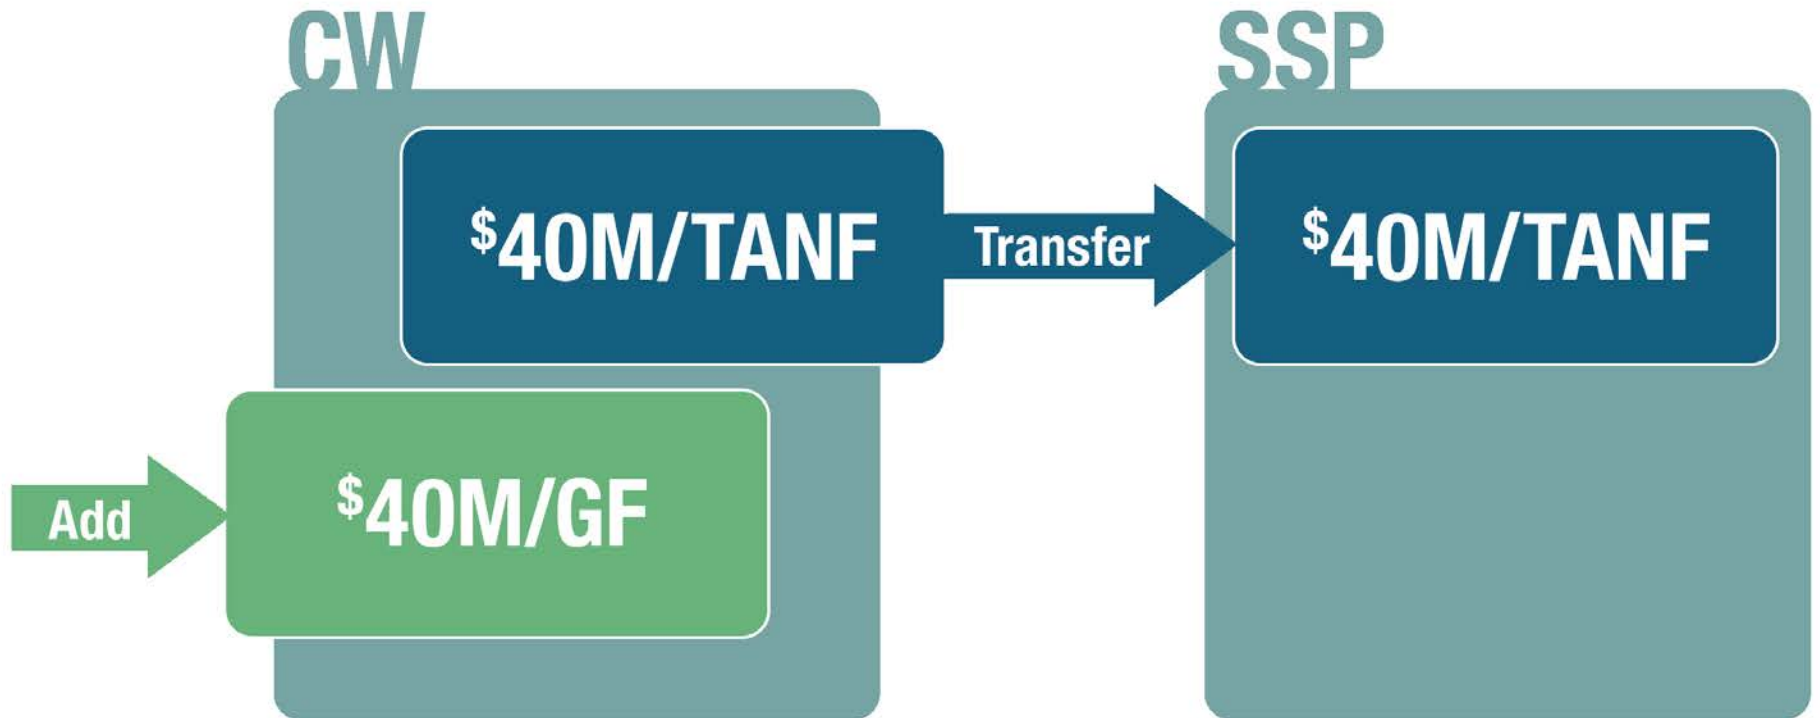 CW
SSP
$40M/TANF
Transfer
$40M/TANF
Add
$40M/GF